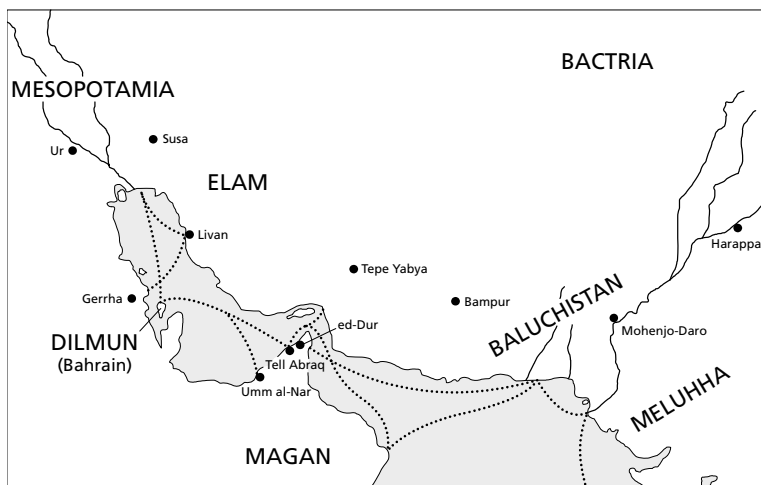 BACTRIA
MESOPOTAMIA
Susa
Ur
ELAM
Livan
Harappa
Tepe Yabya
Gerrha
Bampur
BALUCHISTAN
Mohenjo-Daro
ed-Dur
DILMUN
(Bahrain)
Tell Abraq
Umm al-Nar
MELUHHA
MAGAN